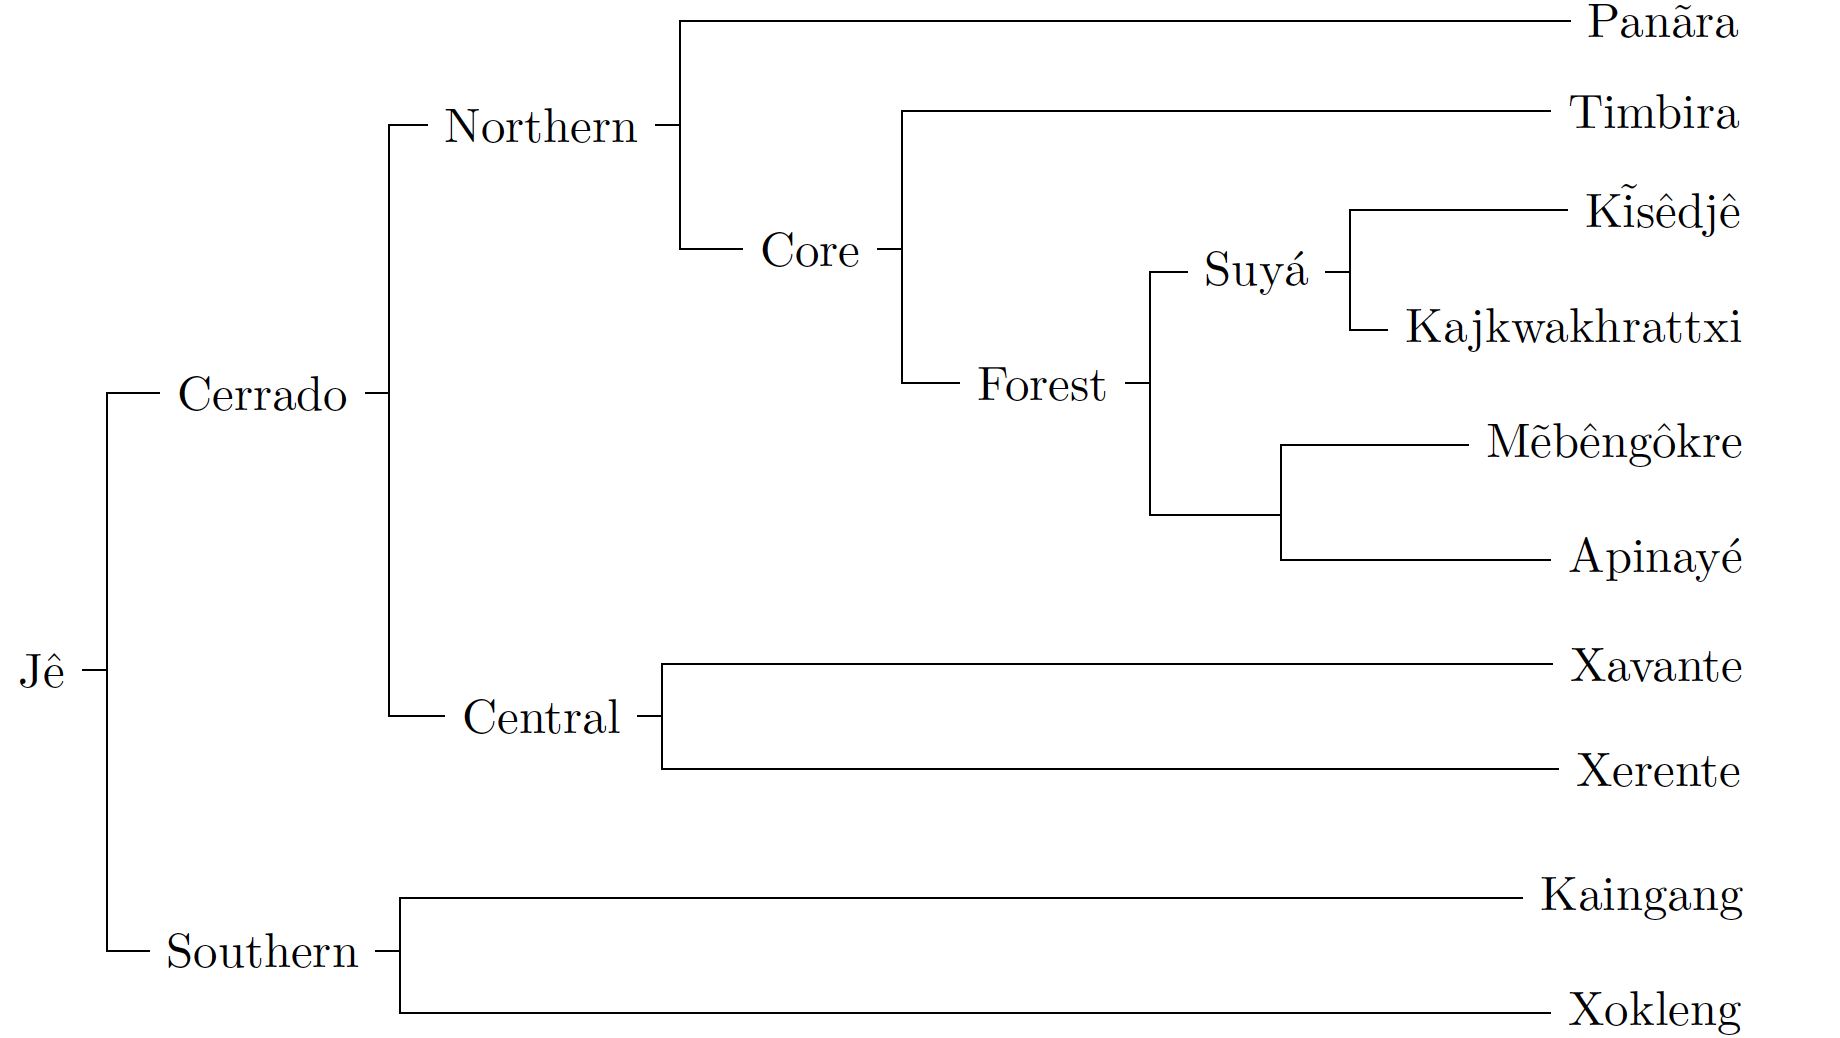 Panãra
Timbira
Northern
Kĩsêdjê
Core
Suyá
Kajkwakhrattxi
Forest
Cerrado
Mẽbêngôkre
Apinayé
Xavante
Jê
Central
Xerente
Kaingang
Southern
Xokleng